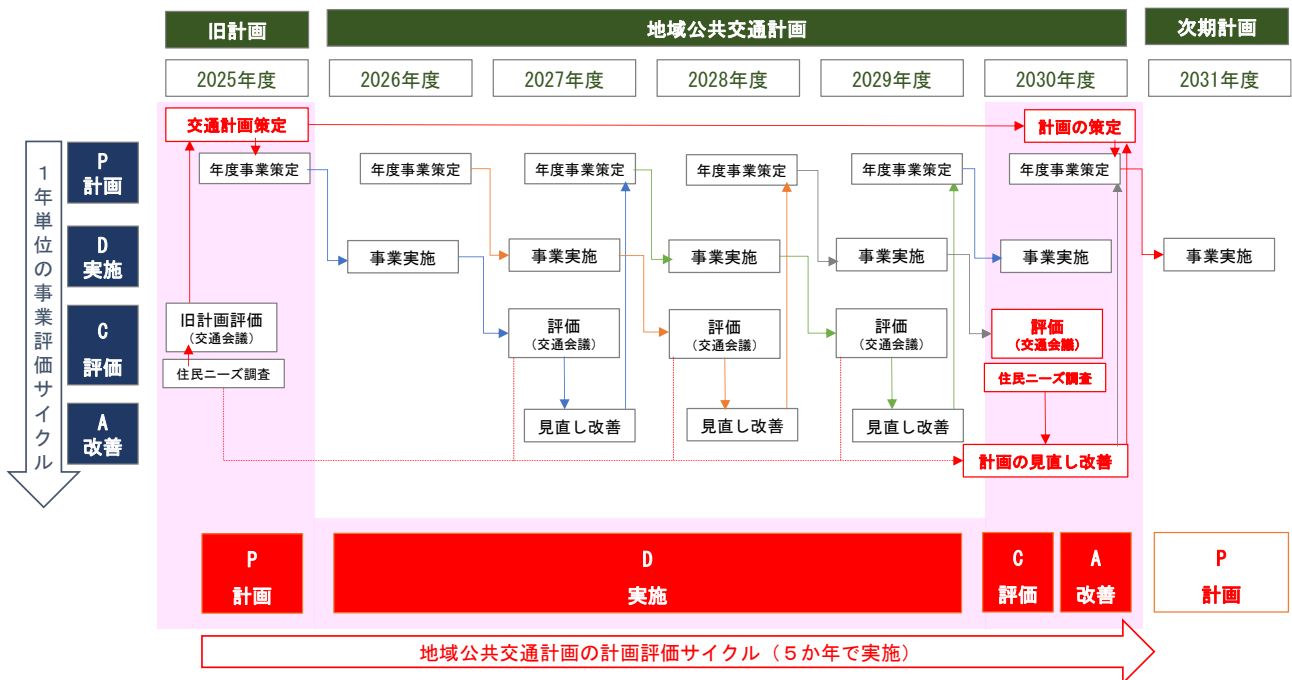 旧計画
地域公共交通計画
次期計画
2025年度
2026年度
2027年度
2028年度
2029年度
2030年度
2031年度
交通計画策定
計画の策定
1年単位の事業評価サイクル
P
計画
年度事業策定
年度事業策定
年度事業策定
年度事業策定
年度事業策定
年度事業策定
D
実施
事業実施
事業実施
事業実施
事業実施
事業実施
事業実施
C
評価
旧計画評価
(交通会議)
評価
(交通会議)
評価
(交通会議)
評価
(交通会議)
評価
(交通会議)
住民ニーズ調査
住民ニーズ調査
A
改善
見直し改善
見直し改善
見直し改善
計画の見直し改善
P
計画
D
実施
C
評価
A
改善
P
計画
地域公共交通計画の計画評価サイクル（５か年で実施）